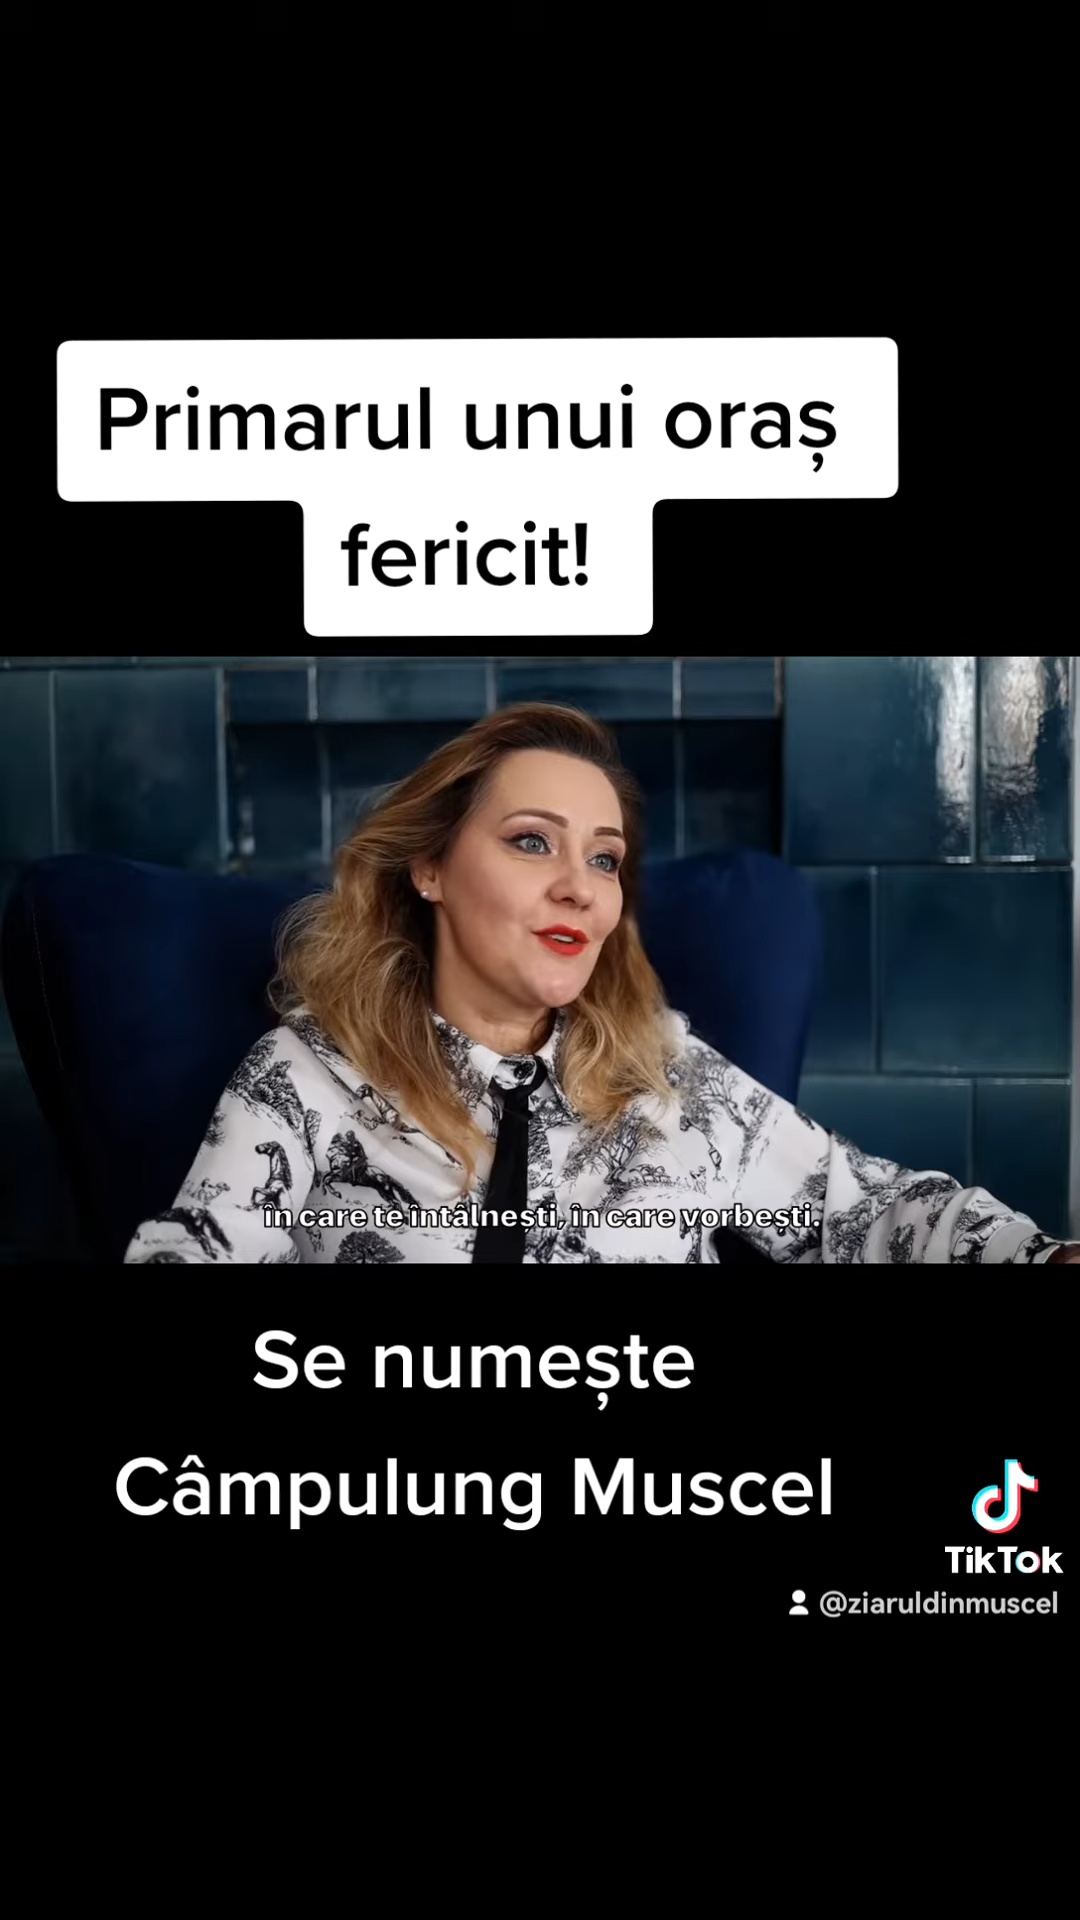 Primarul unui oraș
fericit!
în care te întâlnești, în care vorbești.
Se numește
Câmpulung Muscel
TikTok
@ziaruldinmuscel